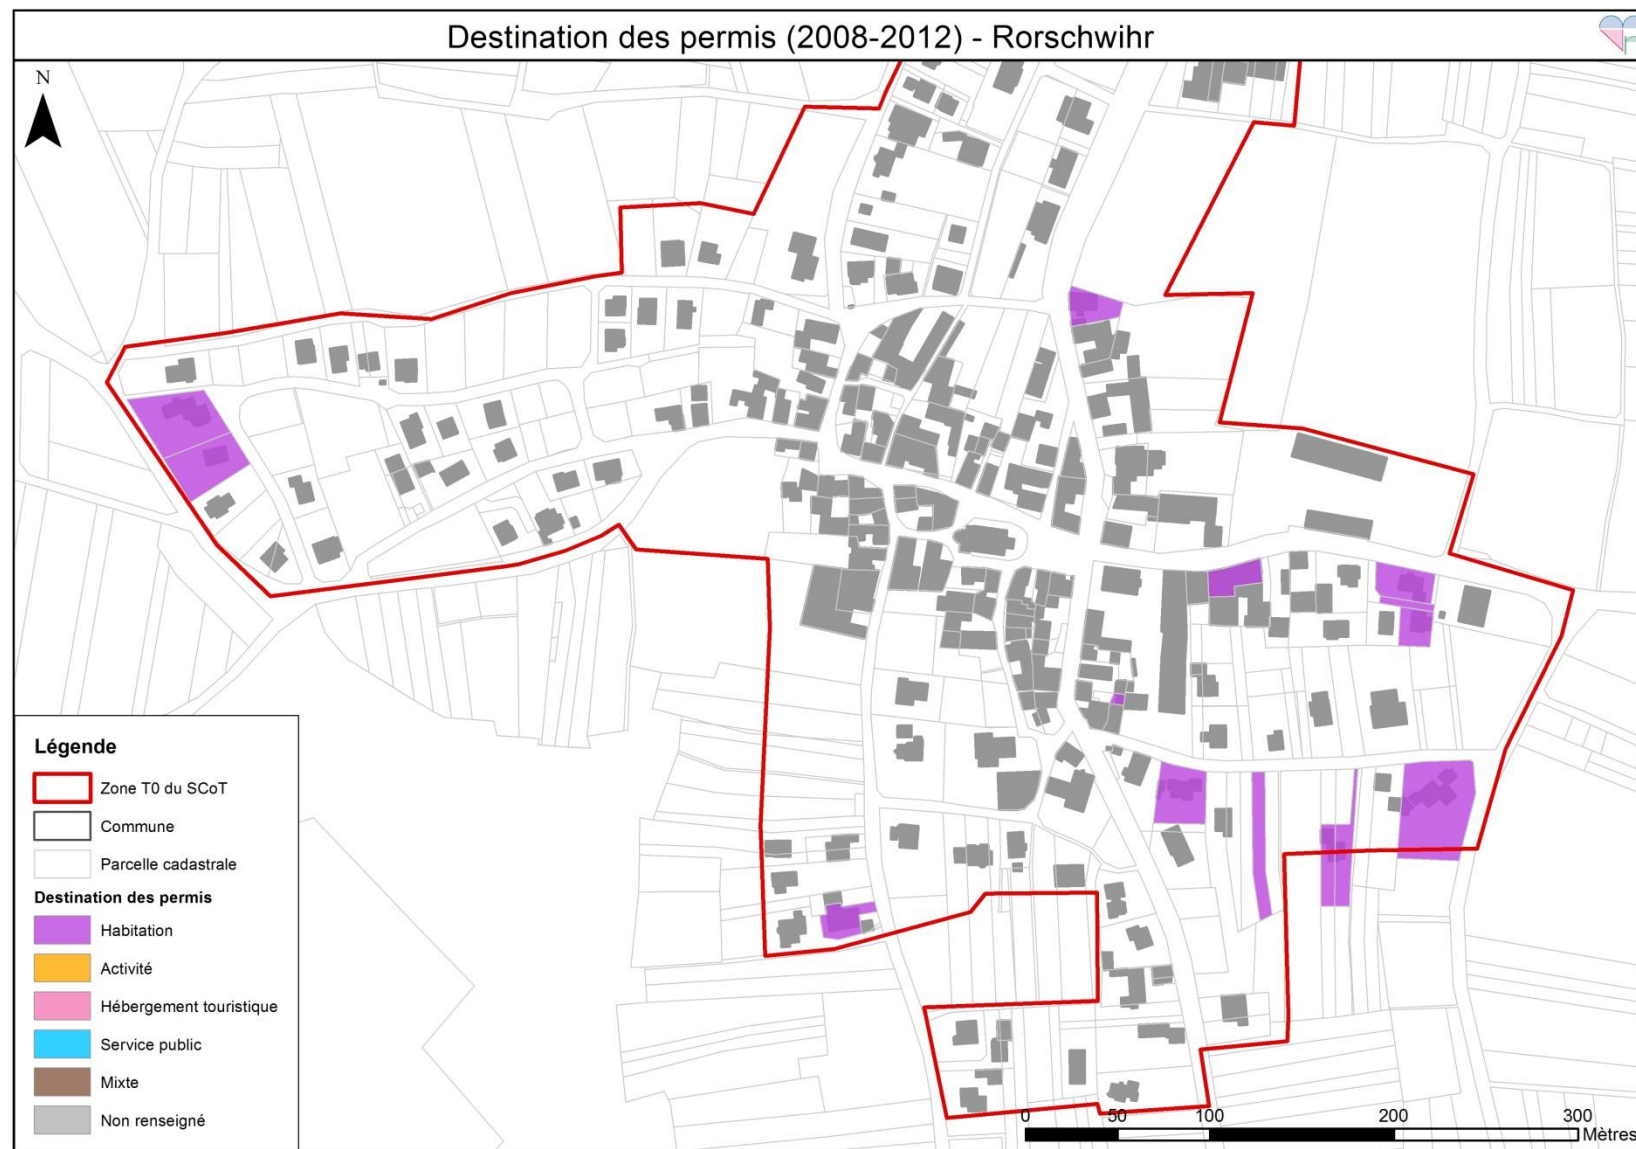 Destination des permis (2008-2012) - Rorschwihr
N
Légende
Zone T0 du SCoT
Commune
Parcelle cadastrale
Destination des permis
Habitation
Activité
Hébergement touristique
Service public
Mixte
Non renseigné
0 50 100 200 300
Mètres